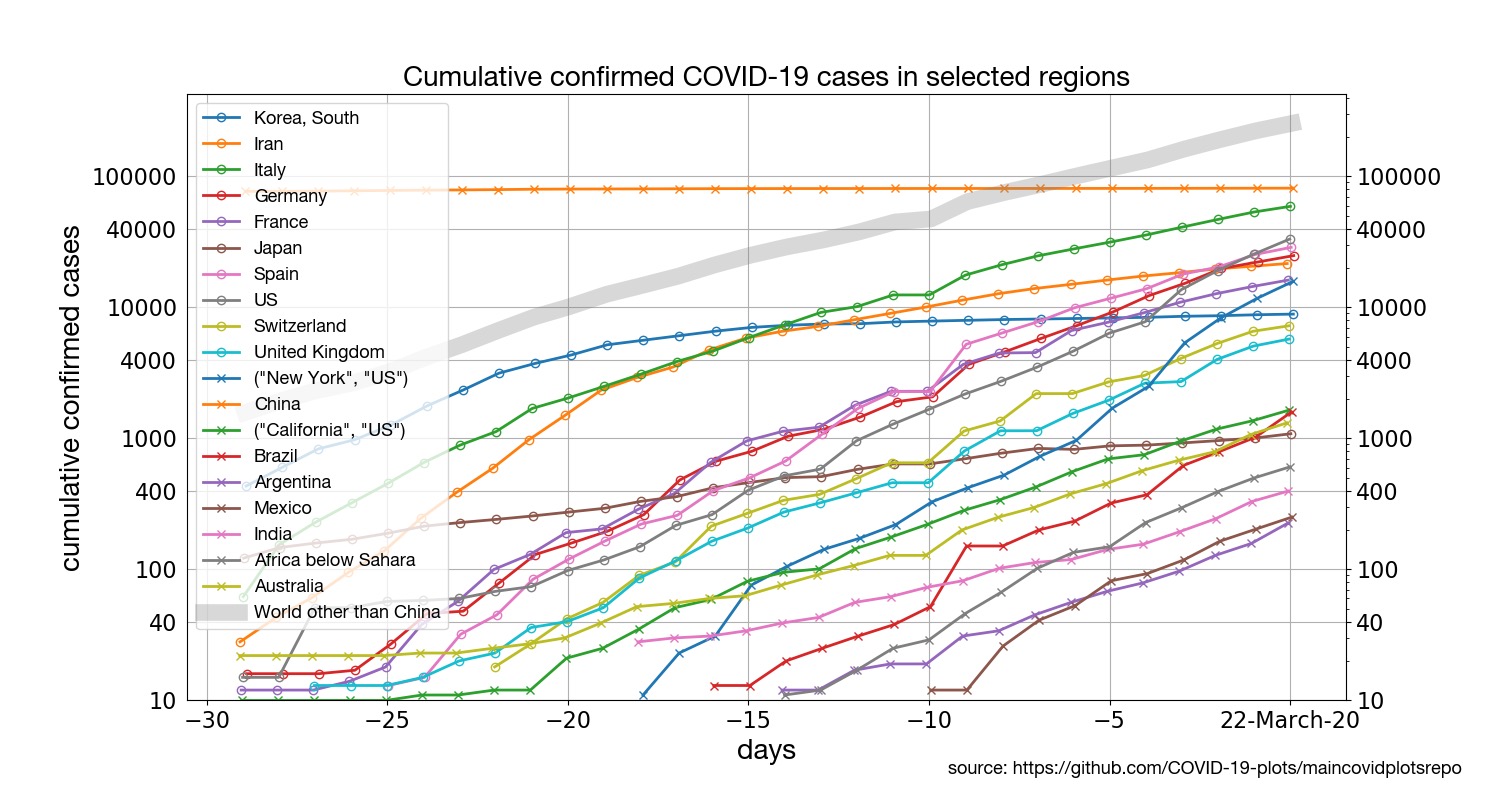 Cumulative confirmed COVID-19 cases in selected regions
cumulative confirmed cases
100000
40000
10000
4000
1000
400
100
40
10
Korea, South
Iran
Italy
Germany
France
Japan
Spain
US
Switzerland
United Kingdom
("New York", "US")
China
("California", "US")
Brazil
Argentina
Mexico
India
Africa below Sahara
Australia
World other than China
100000
40000
10000
4000
1000
400
100
40
10
−30 −25 −20 −15 −10 −5 22-March-20
days
source: https://github.com/COVID-19-plots/maincovidplotsrepo